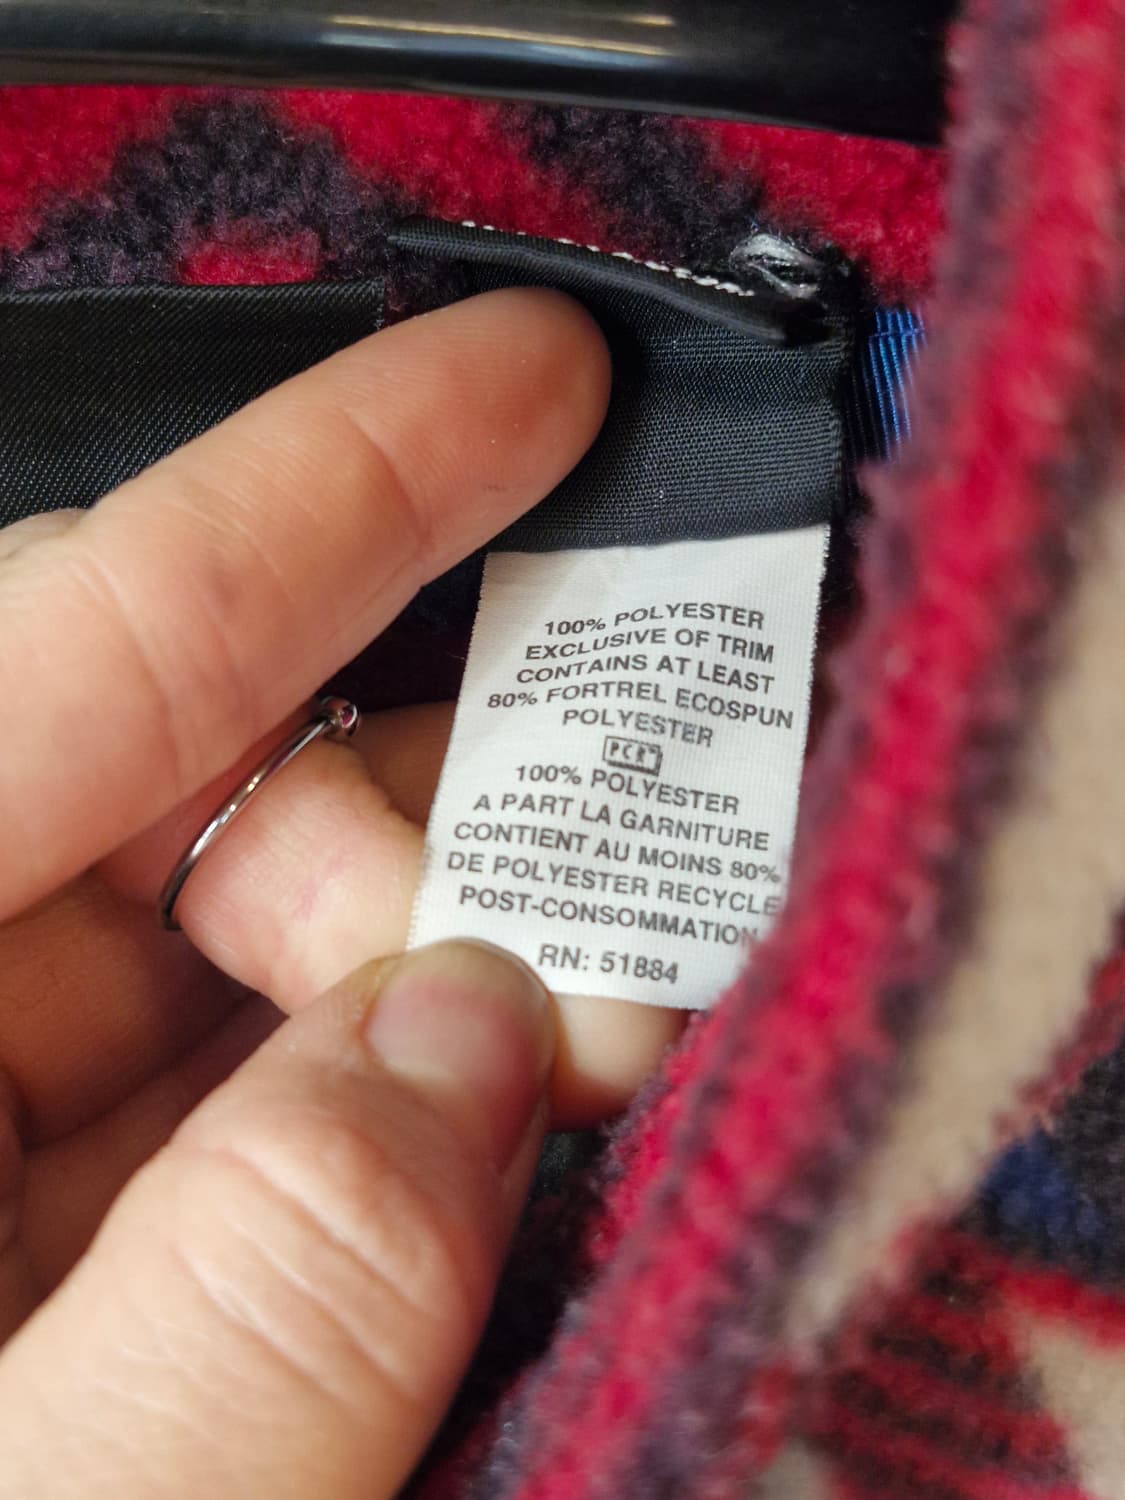 100% POLYESTER
EXCLUSIVE OF TRIM
CONTAINS AT LEAST
80% FORTREL ECOSPUN
POLYESTER
PCR
100% POLYESTER
A PART LA GARNITURE
CONTIENT AU MOINS 80%
DE POLYESTER RECYCLE
POST-CONSOMMATION
RN: 51884